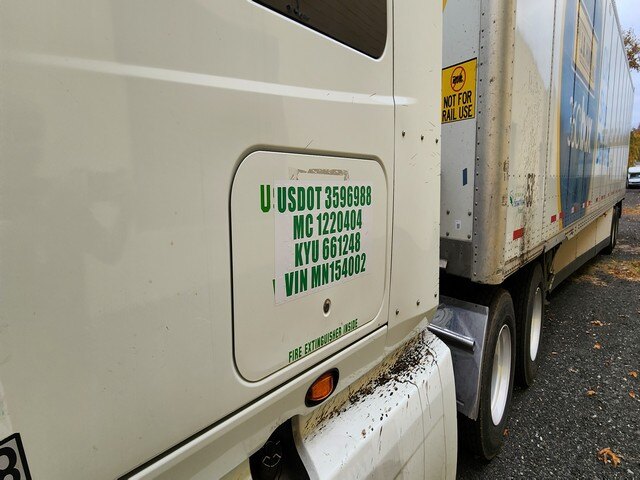 USDOT 3596988
MC 1220404
KYU 661248
VIN MN154002
FIRE EXTINGUISHER INSIDE
NOT FOR
RAIL USE